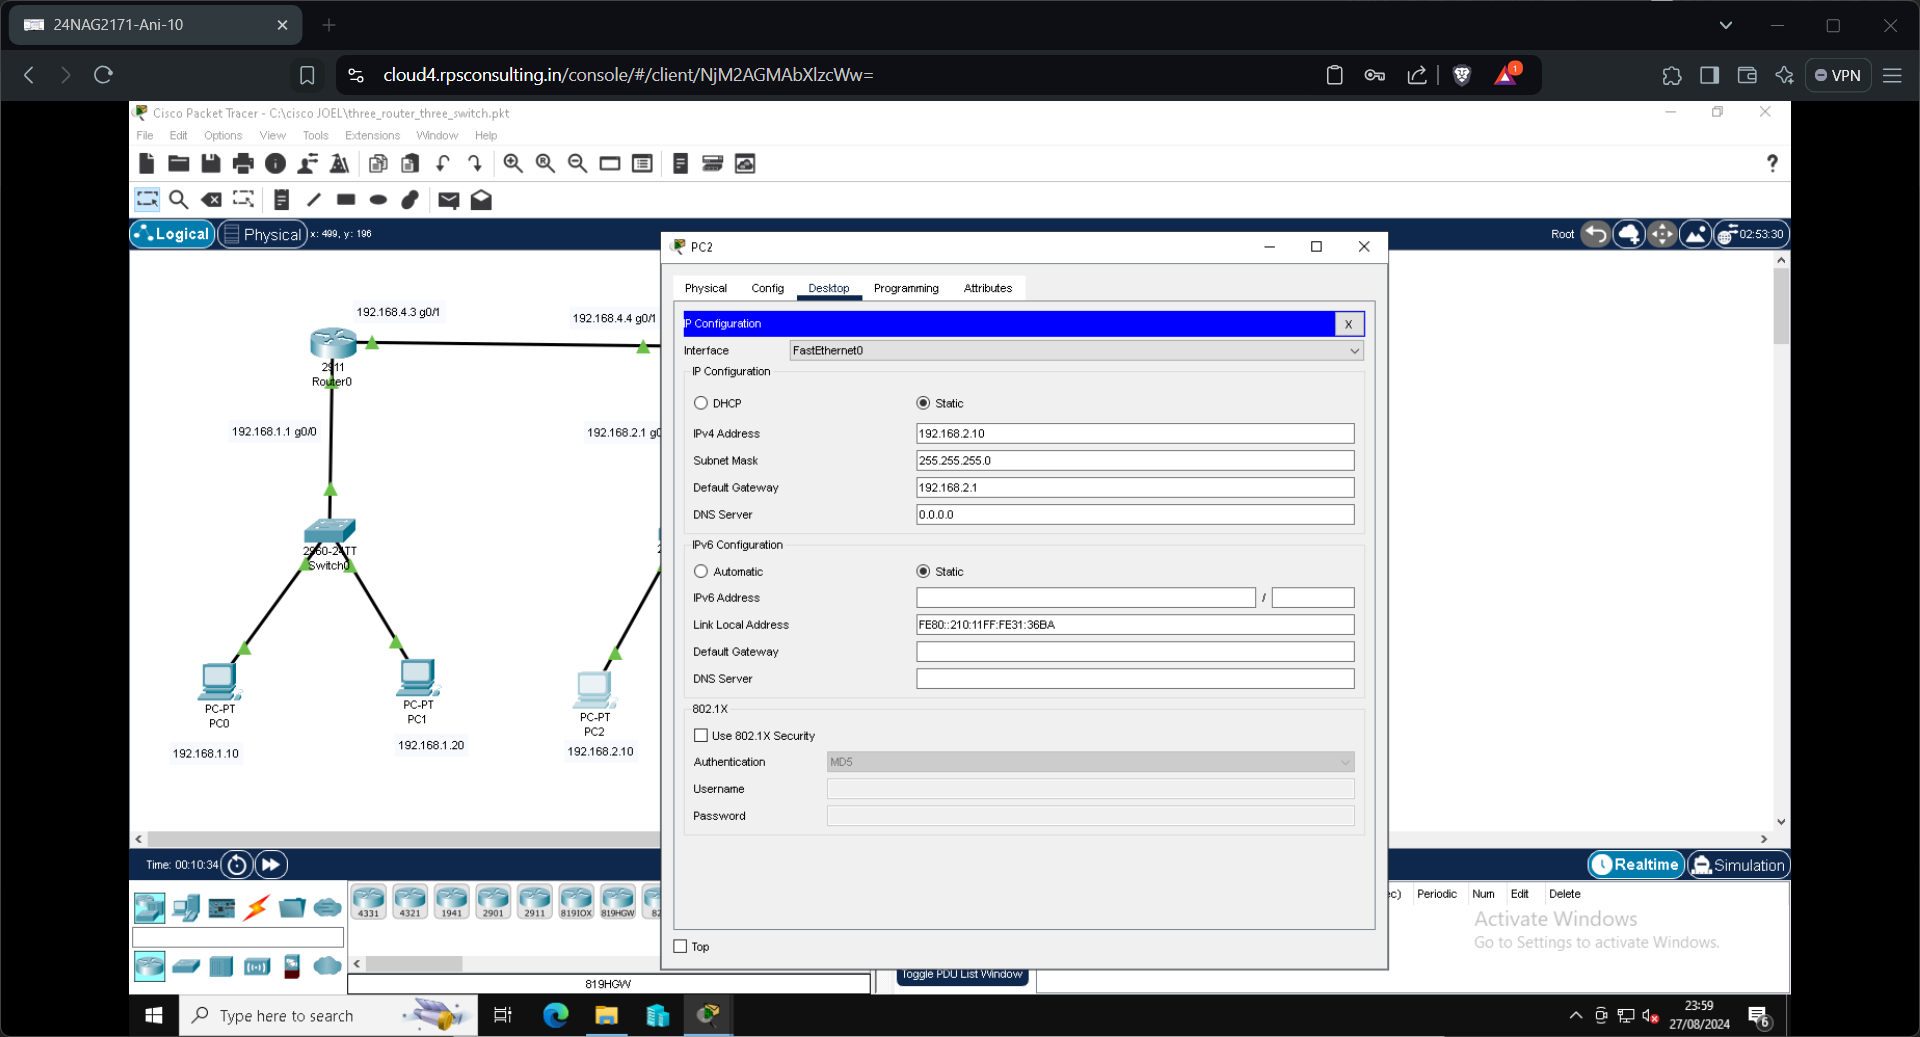 24NAG2171-Ani-10
cloud4.rpsconsulting.in/console/#/client/NjM2AGMAbXlzcWw=
1
VPN
Cisco Packet Tracer - C:\cisco JOEL\three_router_three_switch.pkt
File Edit Options View Tools Extensions Window Help
?
Logical Physical x: 499, y: 196
Root 02:53:30
192.168.4.3 g0/1
192.168.4.4 g0/1
2911
Router0
192.168.1.1 g0/0
192.168.2.1 g0
2960-24TT
Switch0
PC-PT
PC0
192.168.1.10
PC-PT
PC1
192.168.1.20
PC-PT
PC2
192.168.2.10
PC2
Physical Config Desktop Programming Attributes
IP Configuration X
Interface FastEthernet0
IP Configuration
DHCP Static
IPv4 Address 192.168.2.10
Subnet Mask 255.255.255.0
Default Gateway 192.168.2.1
DNS Server 0.0.0.0
IPv6 Configuration
Automatic Static
IPv6 Address /
Link Local Address FE80::210:11FF:FE31:36BA
Default Gateway
DNS Server
802.1X
Use 802.1X Security
Authentication MD5
Username
Password
Top
Time: 00:10:34
Realtime Simulation
4331 4321 1941 2901 2911 819IOX 819HGW 82
819HGW
Toggle PDU List Window
ec) Periodic Num Edit Delete
Activate Windows
Go to Settings to activate Windows.
Type here to search
23:59
27/08/2024
6